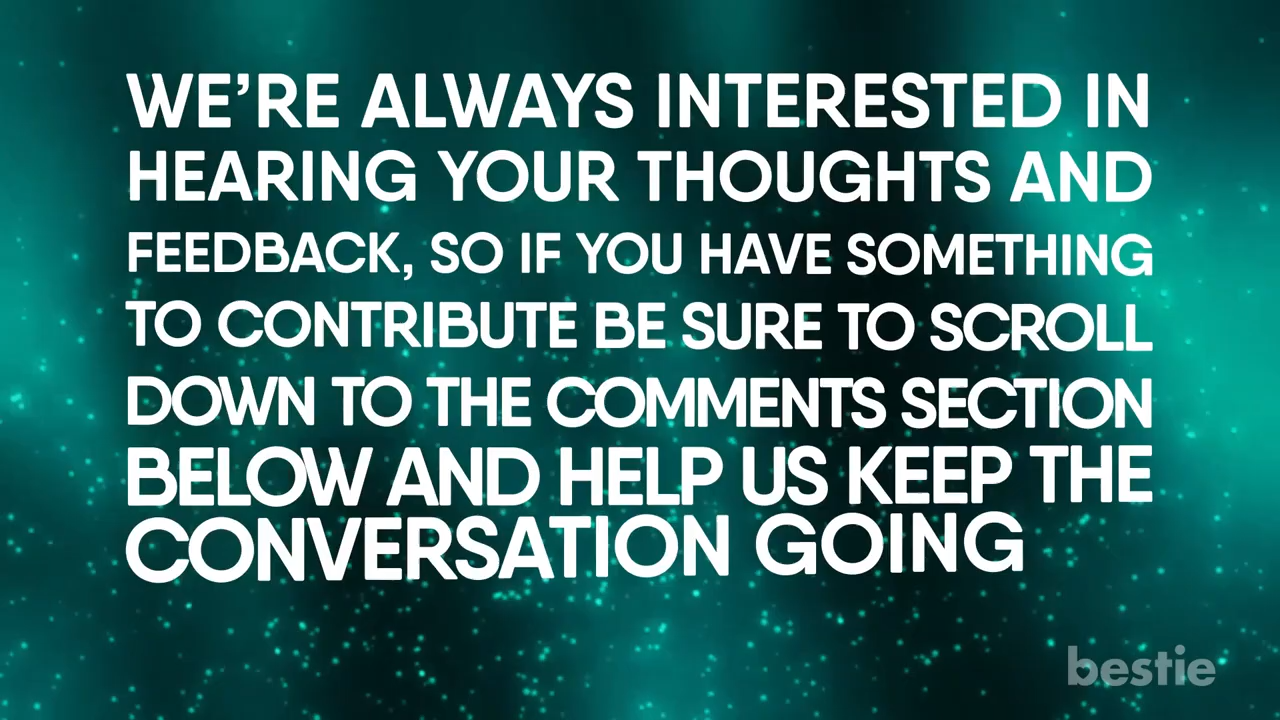 WE'RE ALWAYS INTERESTED IN
HEARING YOUR THOUGHTS AND
FEEDBACK, SO IF YOU HAVE SOMETHING
TO CONTRIBUTE BE SURE TO SCROLL
DOWN TO THE COMMENTS SECTION
BELOW AND HELP US KEEP THE
CONVERSATION GOING
bestie